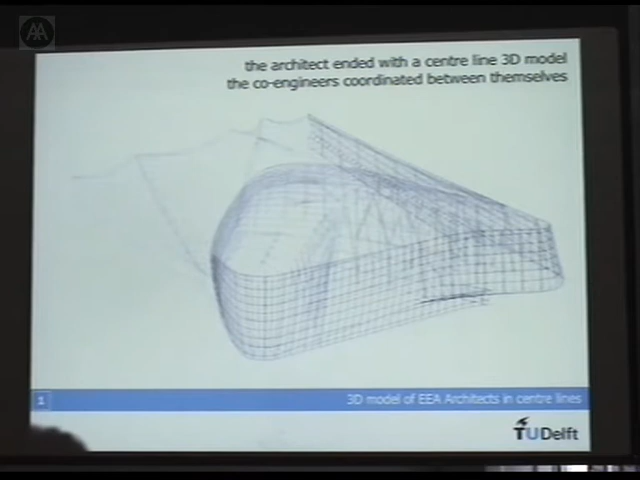 AA
the architect ended with a centre line 3D model
the co-engineers coordinated between themselves
1
3D model of EEA Architects in centre lines
TUDelft